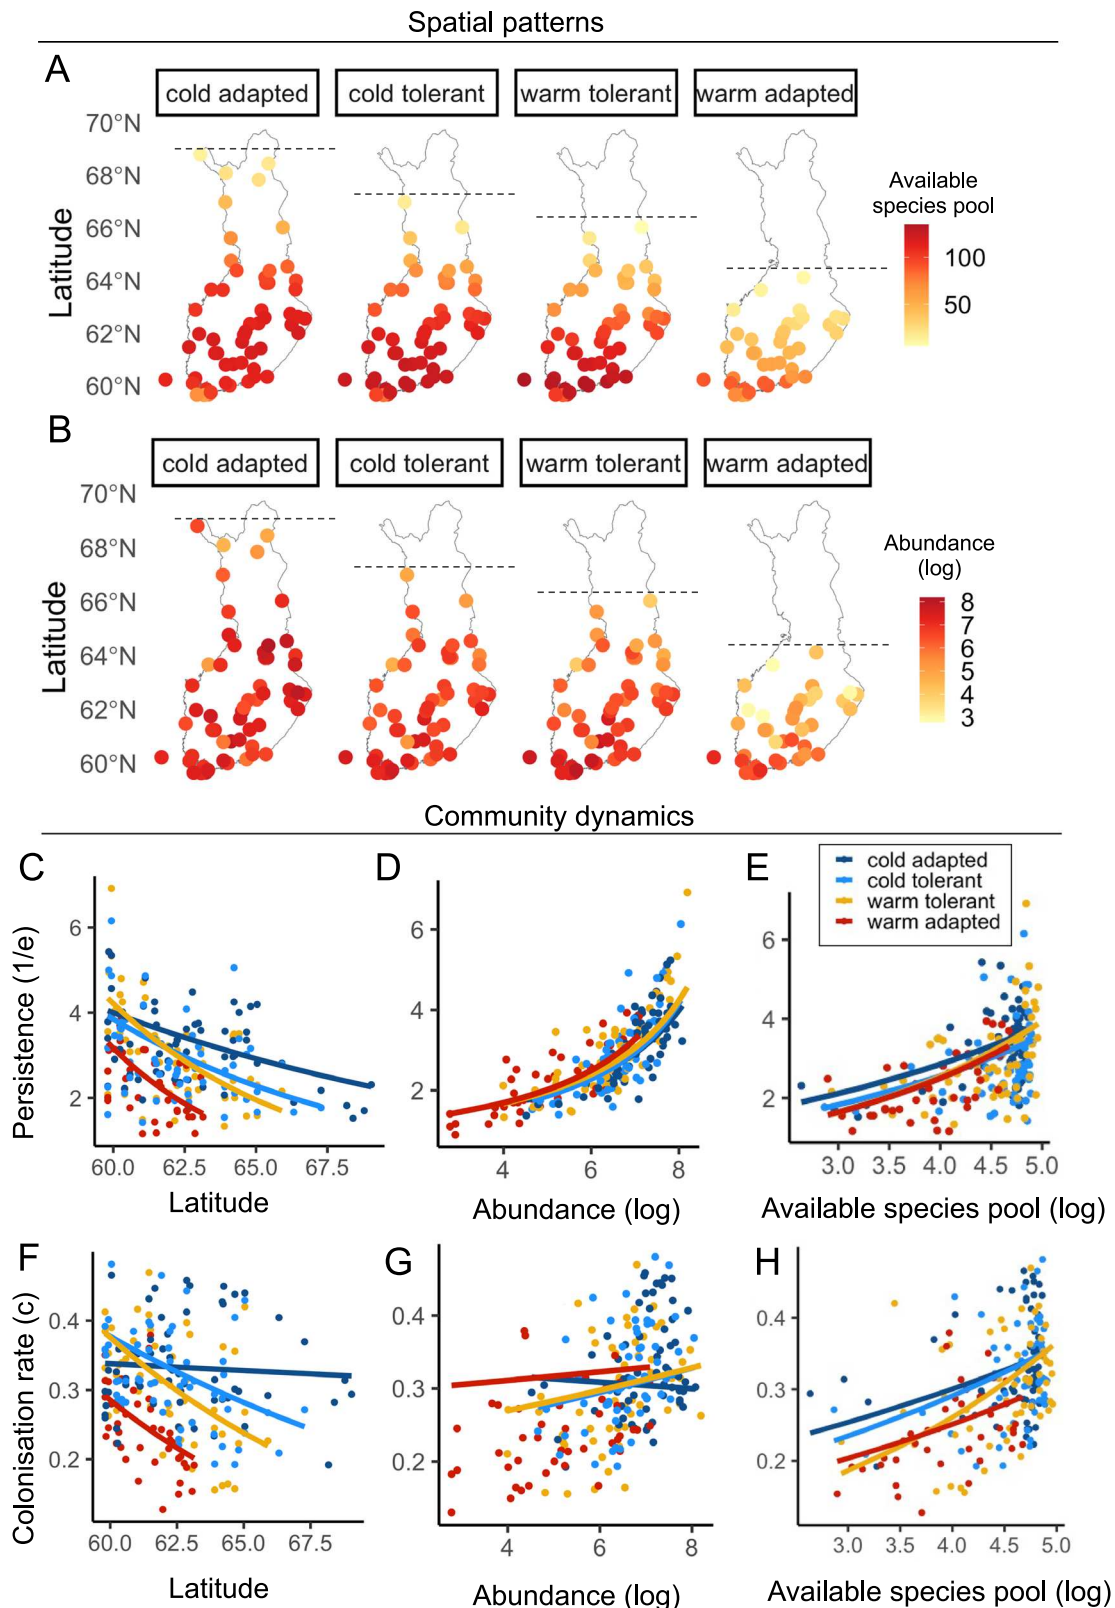 Spatial patterns
A
cold adapted
cold tolerant
warm tolerant
warm adapted
70°N
68°N
66°N
64°N
62°N
60°N
Latitude
Available
species pool
100
50
B
cold adapted
cold tolerant
warm tolerant
warm adapted
70°N
68°N
66°N
64°N
62°N
60°N
Latitude
Abundance
(log)
8
7
6
5
4
3
Community dynamics
C
Persistence (1/e)
6
4
2
60.0 62.5 65.0 67.5
Latitude
D
6
4
2
4 6 8
Abundance (log)
E
cold adapted
cold tolerant
warm tolerant
warm adapted
6
4
2
3.0 3.5 4.0 4.5 5.0
Available species pool (log)
F
Colonisation rate (c)
0.4
0.3
0.2
60.0 62.5 65.0 67.5
Latitude
G
0.4
0.3
0.2
4 6 8
Abundance (log)
H
0.4
0.3
0.2
3.0 3.5 4.0 4.5 5.0
Available species pool (log)